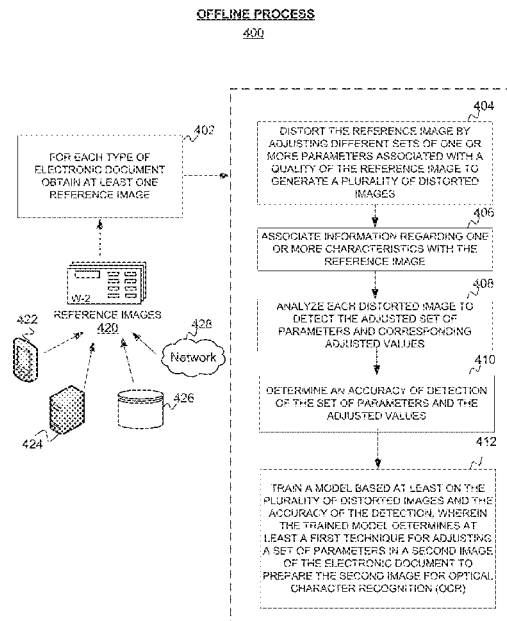 OFFLINE PROCESS
400
402
FOR EACH TYPE OF
ELECTRONIC DOCUMENT
OBTAIN AT LEAST ONE
REFERENCE IMAGE
W-2
REFERENCE IMAGES
420
422
424
426
428
Network
404
DISTORT THE REFERENCE IMAGE BY
ADJUSTING DIFFERENT SETS OF ONE OR
MORE PARAMETERS ASSOCIATED WITH A
QUALITY OF THE REFERENCE IMAGE TO
GENERATE A PLURALITY OF DISTORTED
IMAGES
406
ASSOCIATE INFORMATION REGARDING ONE
OR MORE CHARACTERISTICS WITH THE
REFERENCE IMAGE
408
ANALYZE EACH DISTORTED IMAGE TO
DETECT THE ADJUSTED SET OF
PARAMETERS AND CORRESPONDING
ADJUSTED VALUES
410
DETERMINE AN ACCURACY OF DETECTION
OF THE SET OF PARAMETERS AND THE
ADJUSTED VALUES
412
TRAIN A MODEL BASED AT LEAST ON THE
PLURALITY OF DISTORTED IMAGES AND THE
ACCURACY OF THE DETECTION, WHEREIN
THE TRAINED MODEL DETERMINES AT
LEAST A FIRST TECHNIQUE FOR ADJUSTING
A SET OF PARAMETERS IN A SECOND IMAGE
OF THE ELECTRONIC DOCUMENT TO
PREPARE THE SECOND IMAGE FOR OPTICAL
CHARACTER RECOGNITION (OCR)